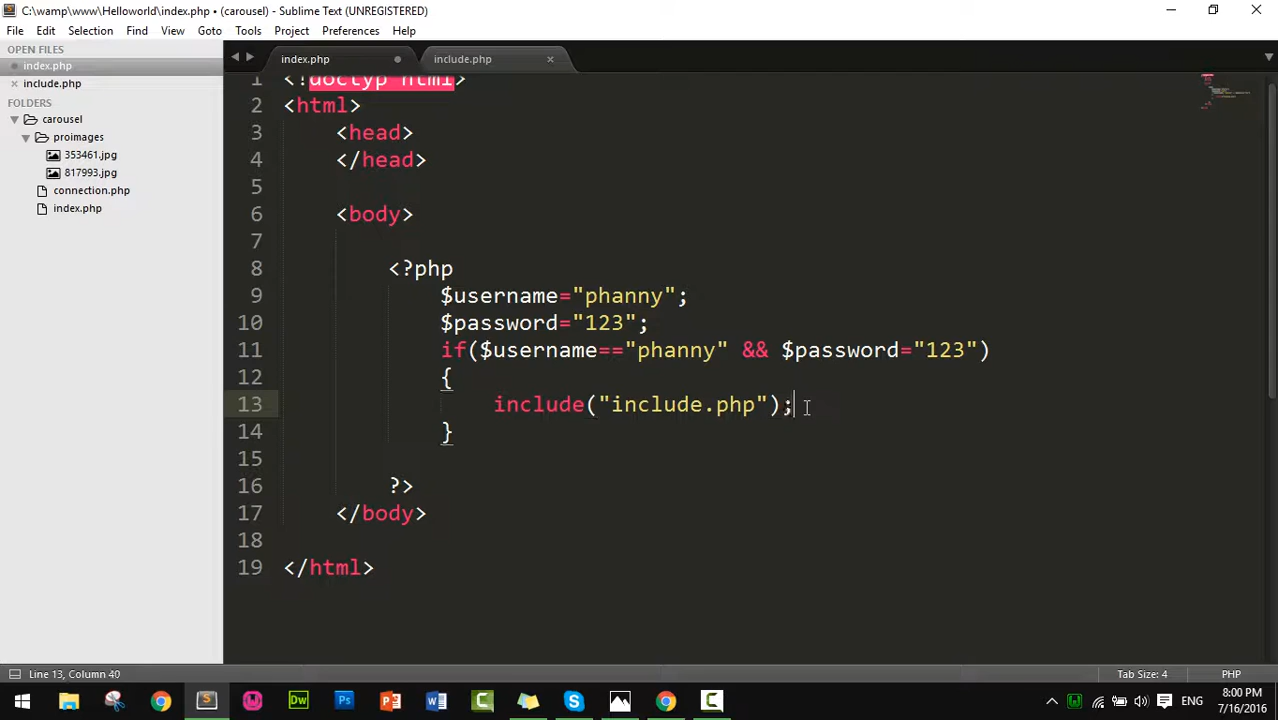 C:\wamp\www\Helloworld\index.php • (carousel) - Sublime Text (UNREGISTERED)
File Edit Selection Find View Goto Tools Project Preferences Help
OPEN FILES
index.php
include.php
FOLDERS
carousel
proimages
353461.jpg
817993.jpg
connection.php
index.php
index.php include.php
1 <!doctyp html>
2 <html>
3 <head>
4 </head>
5
6 <body>
7
8 <?php
9 $username="phanny";
10 $password="123";
11 if($username=="phanny" && $password="123")
12 {
13 include("include.php");
14 }
15
16 ?>
17 </body>
18
19 </html>
Line 13, Column 40 Tab Size: 4 PHP
Dw Ps ENG 8:00 PM
7/16/2016